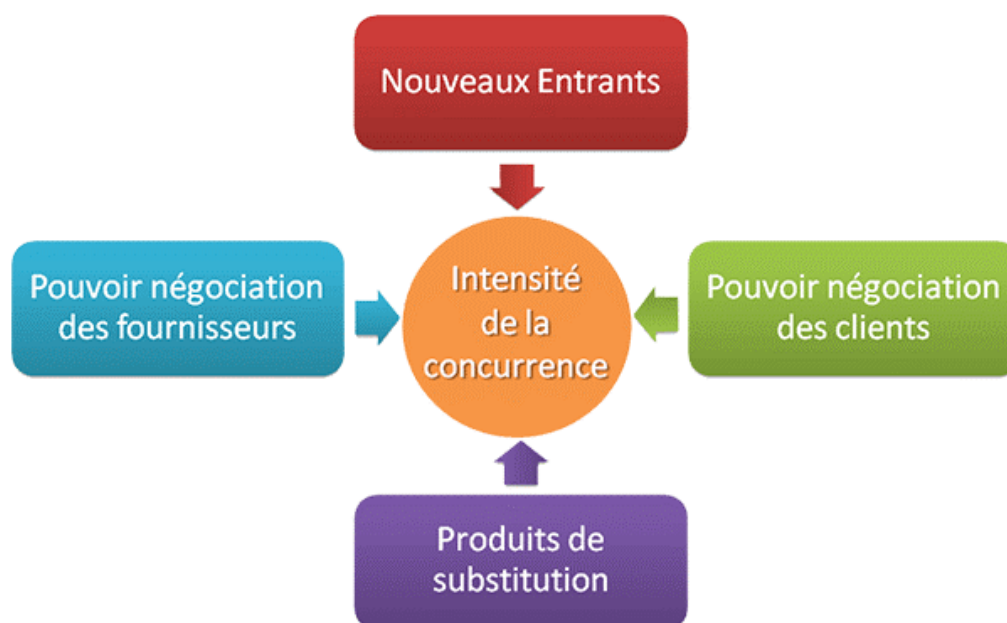 Nouveaux Entrants
Pouvoir négociation
des fournisseurs
Intensité
de la
concurrence
Pouvoir négociation
des clients
Produits de
substitution